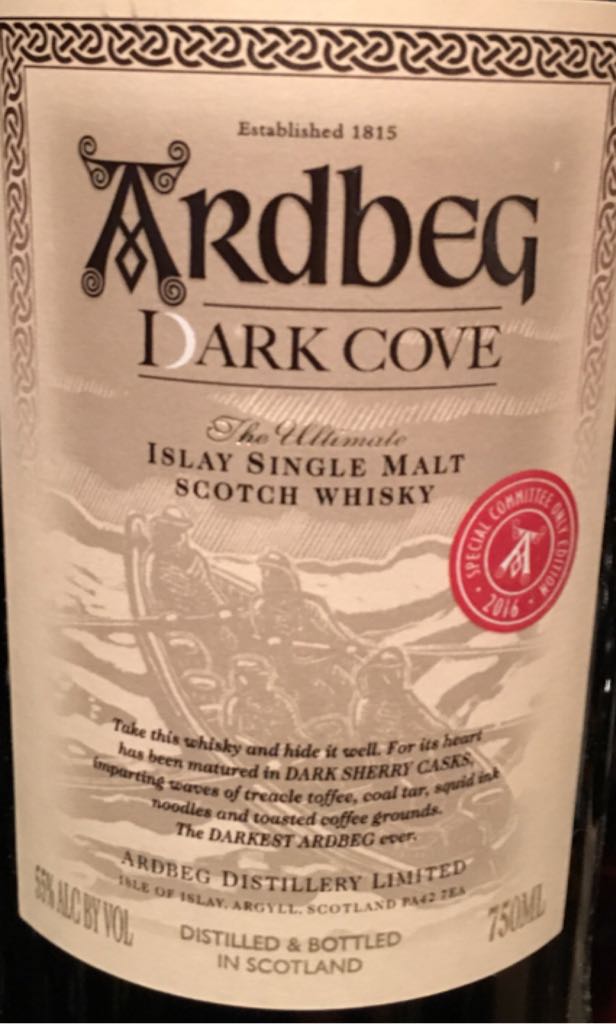 Established 1815
Ardbeg
DARK COVE
The Ultimate
ISLAY SINGLE MALT
SCOTCH WHISKY
SPECIAL COMMITTEE ONLY EDITION
A
• 2016 •
Take this whisky and hide it well. For its heart
has been matured in DARK SHERRY CASKS,
imparting waves of treacle toffee, coal tar, squid ink
noodles and toasted coffee grounds.
The DARKEST ARDBEG ever.
ARDBEG DISTILLERY LIMITED
ISLE OF ISLAY, ARGYLL, SCOTLAND PA42 7EA
55% ALC BY VOL
DISTILLED & BOTTLED
IN SCOTLAND
750ML